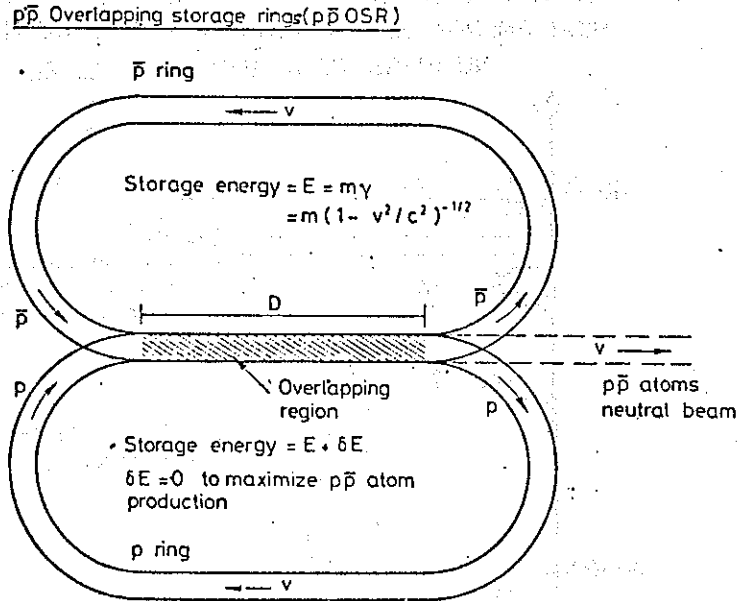 pp̄ Overlapping storage rings(pp̄ OSR)
p̄ ring
v
Storage energy = E = mγ
= m (1- v²/c²)^-1/2
D
p̄
p̄
v
p
Overlapping
region
p
pp̄ atoms
neutral beam
Storage energy = E + δE
δE = 0 to maximize pp̄ atom
production
p ring
v